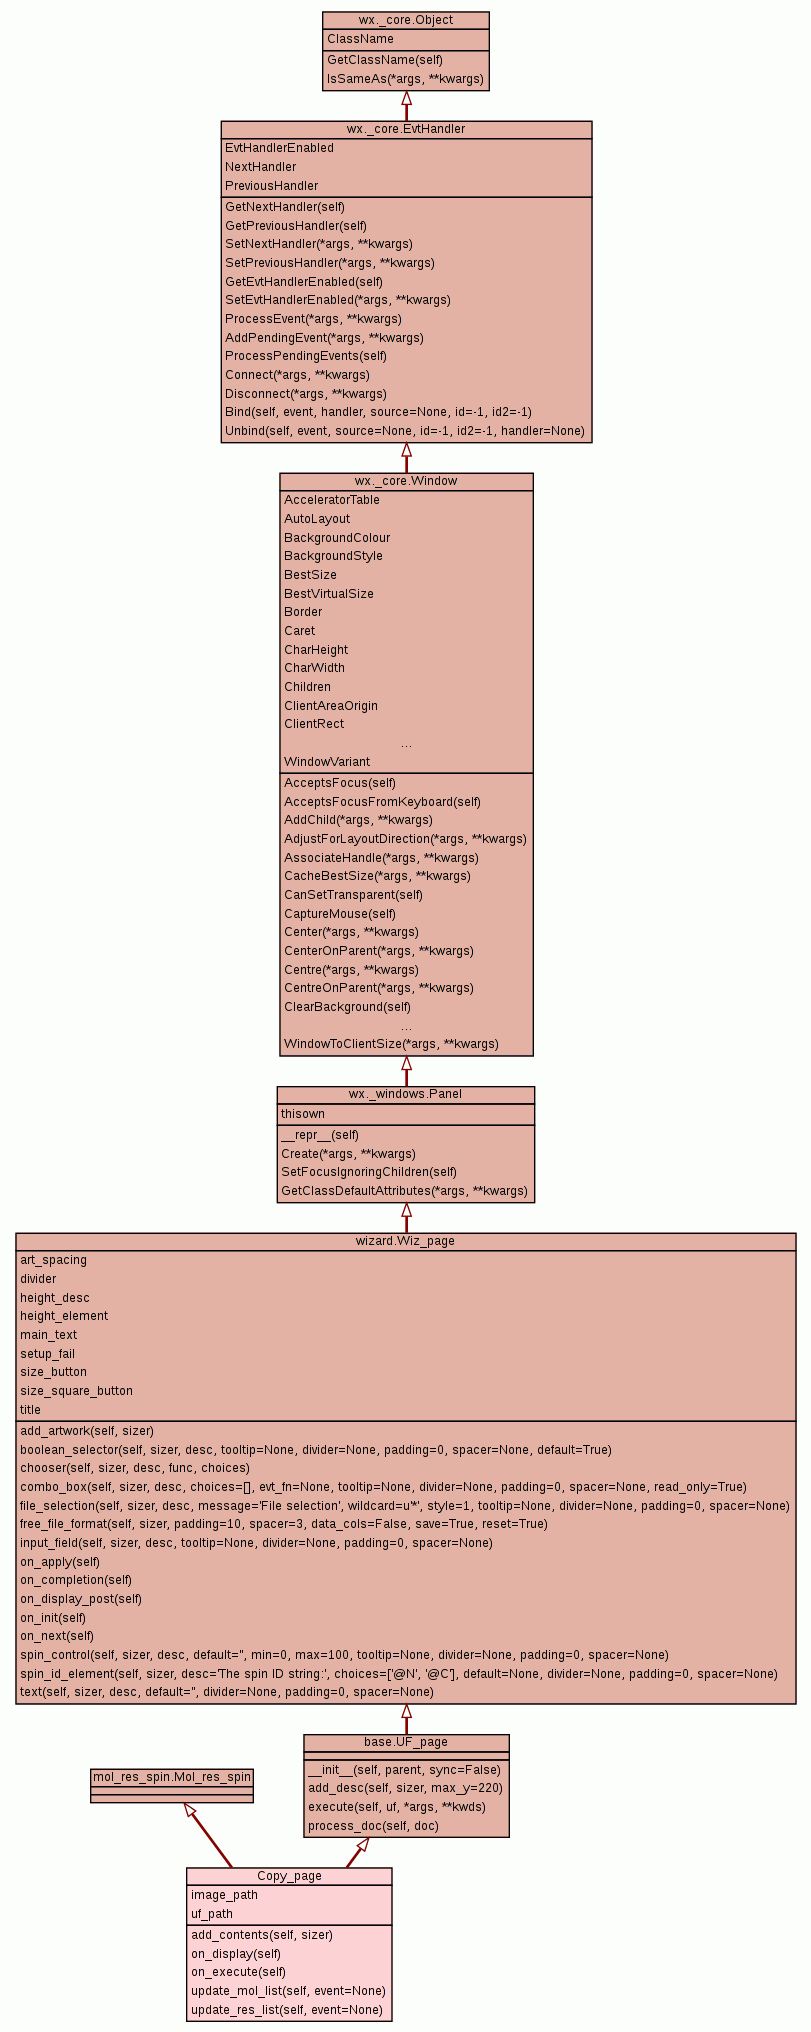 wx._core.Object
ClassName
GetClassName(self)
IsSameAs(*args, **kwargs)
wx._core.EvtHandler
EvtHandlerEnabled
NextHandler
PreviousHandler
GetNextHandler(self)
GetPreviousHandler(self)
SetNextHandler(*args, **kwargs)
SetPreviousHandler(*args, **kwargs)
GetEvtHandlerEnabled(self)
SetEvtHandlerEnabled(*args, **kwargs)
ProcessEvent(*args, **kwargs)
AddPendingEvent(*args, **kwargs)
ProcessPendingEvents(self)
Connect(*args, **kwargs)
Disconnect(*args, **kwargs)
Bind(self, event, handler, source=None, id=-1, id2=-1)
Unbind(self, event, source=None, id=-1, id2=-1, handler=None)
wx._core.Window
AcceleratorTable
AutoLayout
BackgroundColour
BackgroundStyle
BestSize
BestVirtualSize
Border
Caret
CharHeight
CharWidth
Children
ClientAreaOrigin
ClientRect
...
WindowVariant
AcceptsFocus(self)
AcceptsFocusFromKeyboard(self)
AddChild(*args, **kwargs)
AdjustForLayoutDirection(*args, **kwargs)
AssociateHandle(*args, **kwargs)
CacheBestSize(*args, **kwargs)
CanSetTransparent(self)
CaptureMouse(self)
Center(*args, **kwargs)
CenterOnParent(*args, **kwargs)
Centre(*args, **kwargs)
CentreOnParent(*args, **kwargs)
ClearBackground(self)
...
WindowToClientSize(*args, **kwargs)
wx._windows.Panel
thisown
__repr__(self)
Create(*args, **kwargs)
SetFocusIgnoringChildren(self)
GetClassDefaultAttributes(*args, **kwargs)
wizard.Wiz_page
art_spacing
divider
height_desc
height_element
main_text
setup_fail
size_button
size_square_button
title
add_artwork(self, sizer)
boolean_selector(self, sizer, desc, tooltip=None, divider=None, padding=0, spacer=None, default=True)
chooser(self, sizer, desc, func, choices)
combo_box(self, sizer, desc, choices=[], evt_fn=None, tooltip=None, divider=None, padding=0, spacer=None, read_only=True)
file_selection(self, sizer, desc, message='File selection', wildcard=u'*', style=1, tooltip=None, divider=None, padding=0, spacer=None)
free_file_format(self, sizer, padding=10, spacer=3, data_cols=False, save=True, reset=True)
input_field(self, sizer, desc, tooltip=None, divider=None, padding=0, spacer=None)
on_apply(self)
on_completion(self)
on_display_post(self)
on_init(self)
on_next(self)
spin_control(self, sizer, desc, default='', min=0, max=100, tooltip=None, divider=None, padding=0, spacer=None)
spin_id_element(self, sizer, desc='The spin ID string:', choices=['@N', '@C'], default=None, divider=None, padding=0, spacer=None)
text(self, sizer, desc, default='', divider=None, padding=0, spacer=None)
base.UF_page
__init__(self, parent, sync=False)
add_desc(self, sizer, max_y=220)
execute(self, uf, *args, **kwds)
process_doc(self, doc)
mol_res_spin.Mol_res_spin
Copy_page
image_path
uf_path
add_contents(self, sizer)
on_display(self)
on_execute(self)
update_mol_list(self, event=None)
update_res_list(self, event=None)